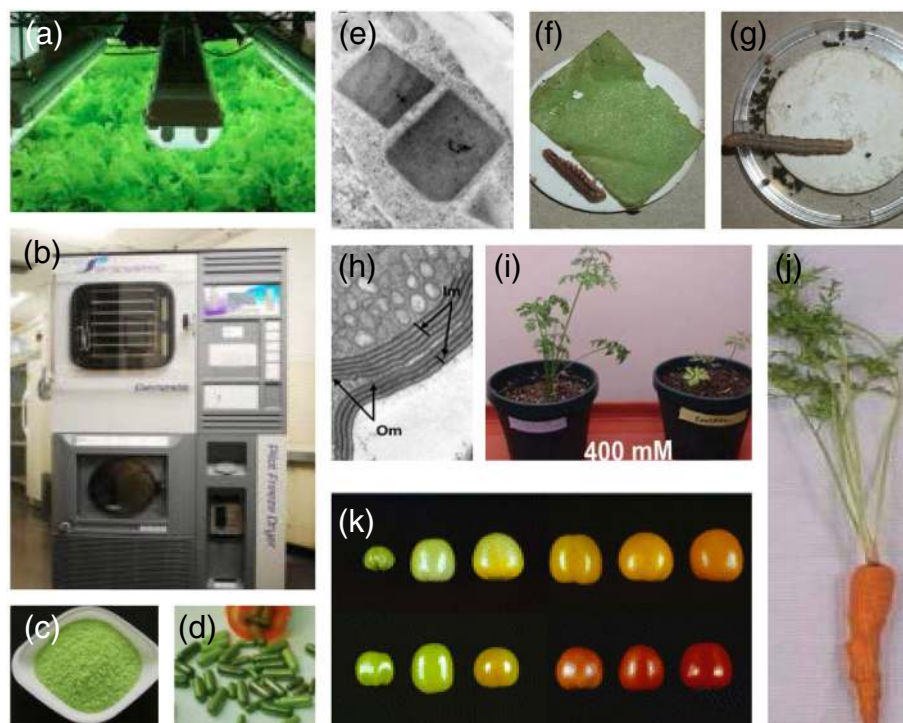 (a)
(b)
Pilot Freeze Dryer
(c)
(d)
(e)
(f)
(g)
(h)
Im
Om
(i)
400 mM
(j)
(k)